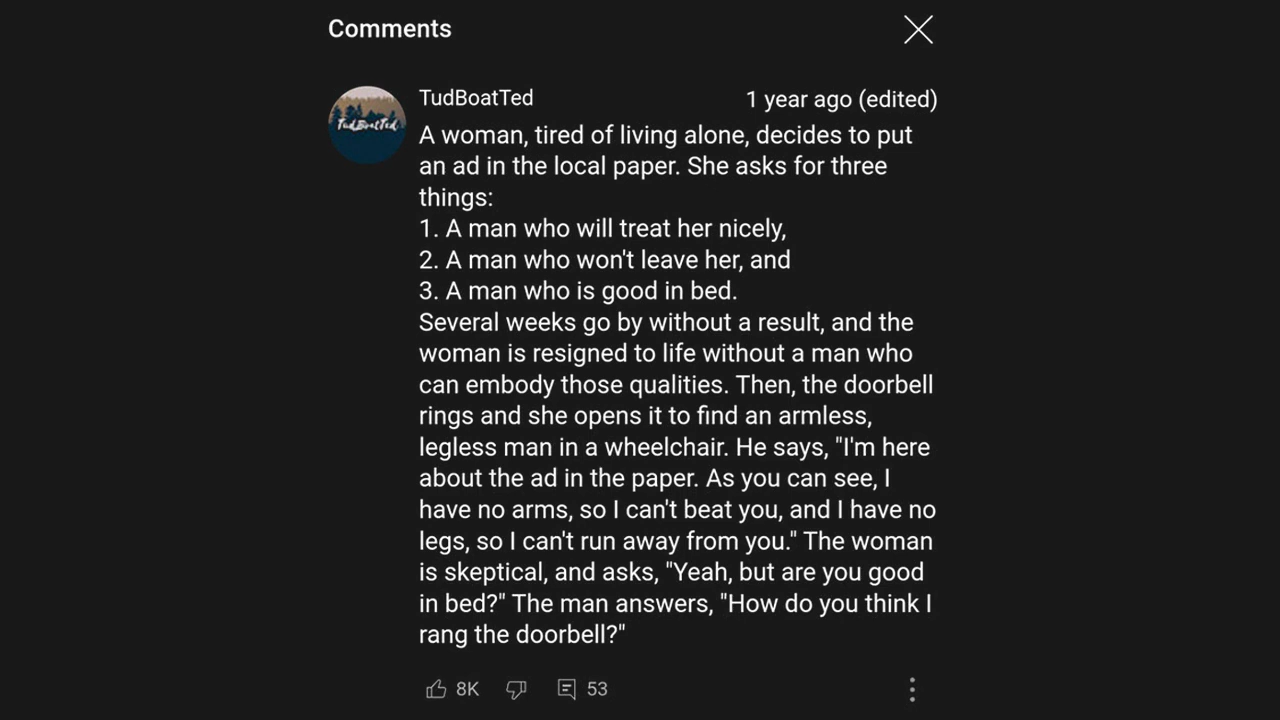 Comments
TudBoatTed
TudBoatTed 1 year ago (edited)
A woman, tired of living alone, decides to put
an ad in the local paper. She asks for three
things:
1. A man who will treat her nicely,
2. A man who won't leave her, and
3. A man who is good in bed.
Several weeks go by without a result, and the
woman is resigned to life without a man who
can embody those qualities. Then, the doorbell
rings and she opens it to find an armless,
legless man in a wheelchair. He says, "I'm here
about the ad in the paper. As you can see, I
have no arms, so I can't beat you, and I have no
legs, so I can't run away from you." The woman
is skeptical, and asks, "Yeah, but are you good
in bed?" The man answers, "How do you think I
rang the doorbell?"
8K 53